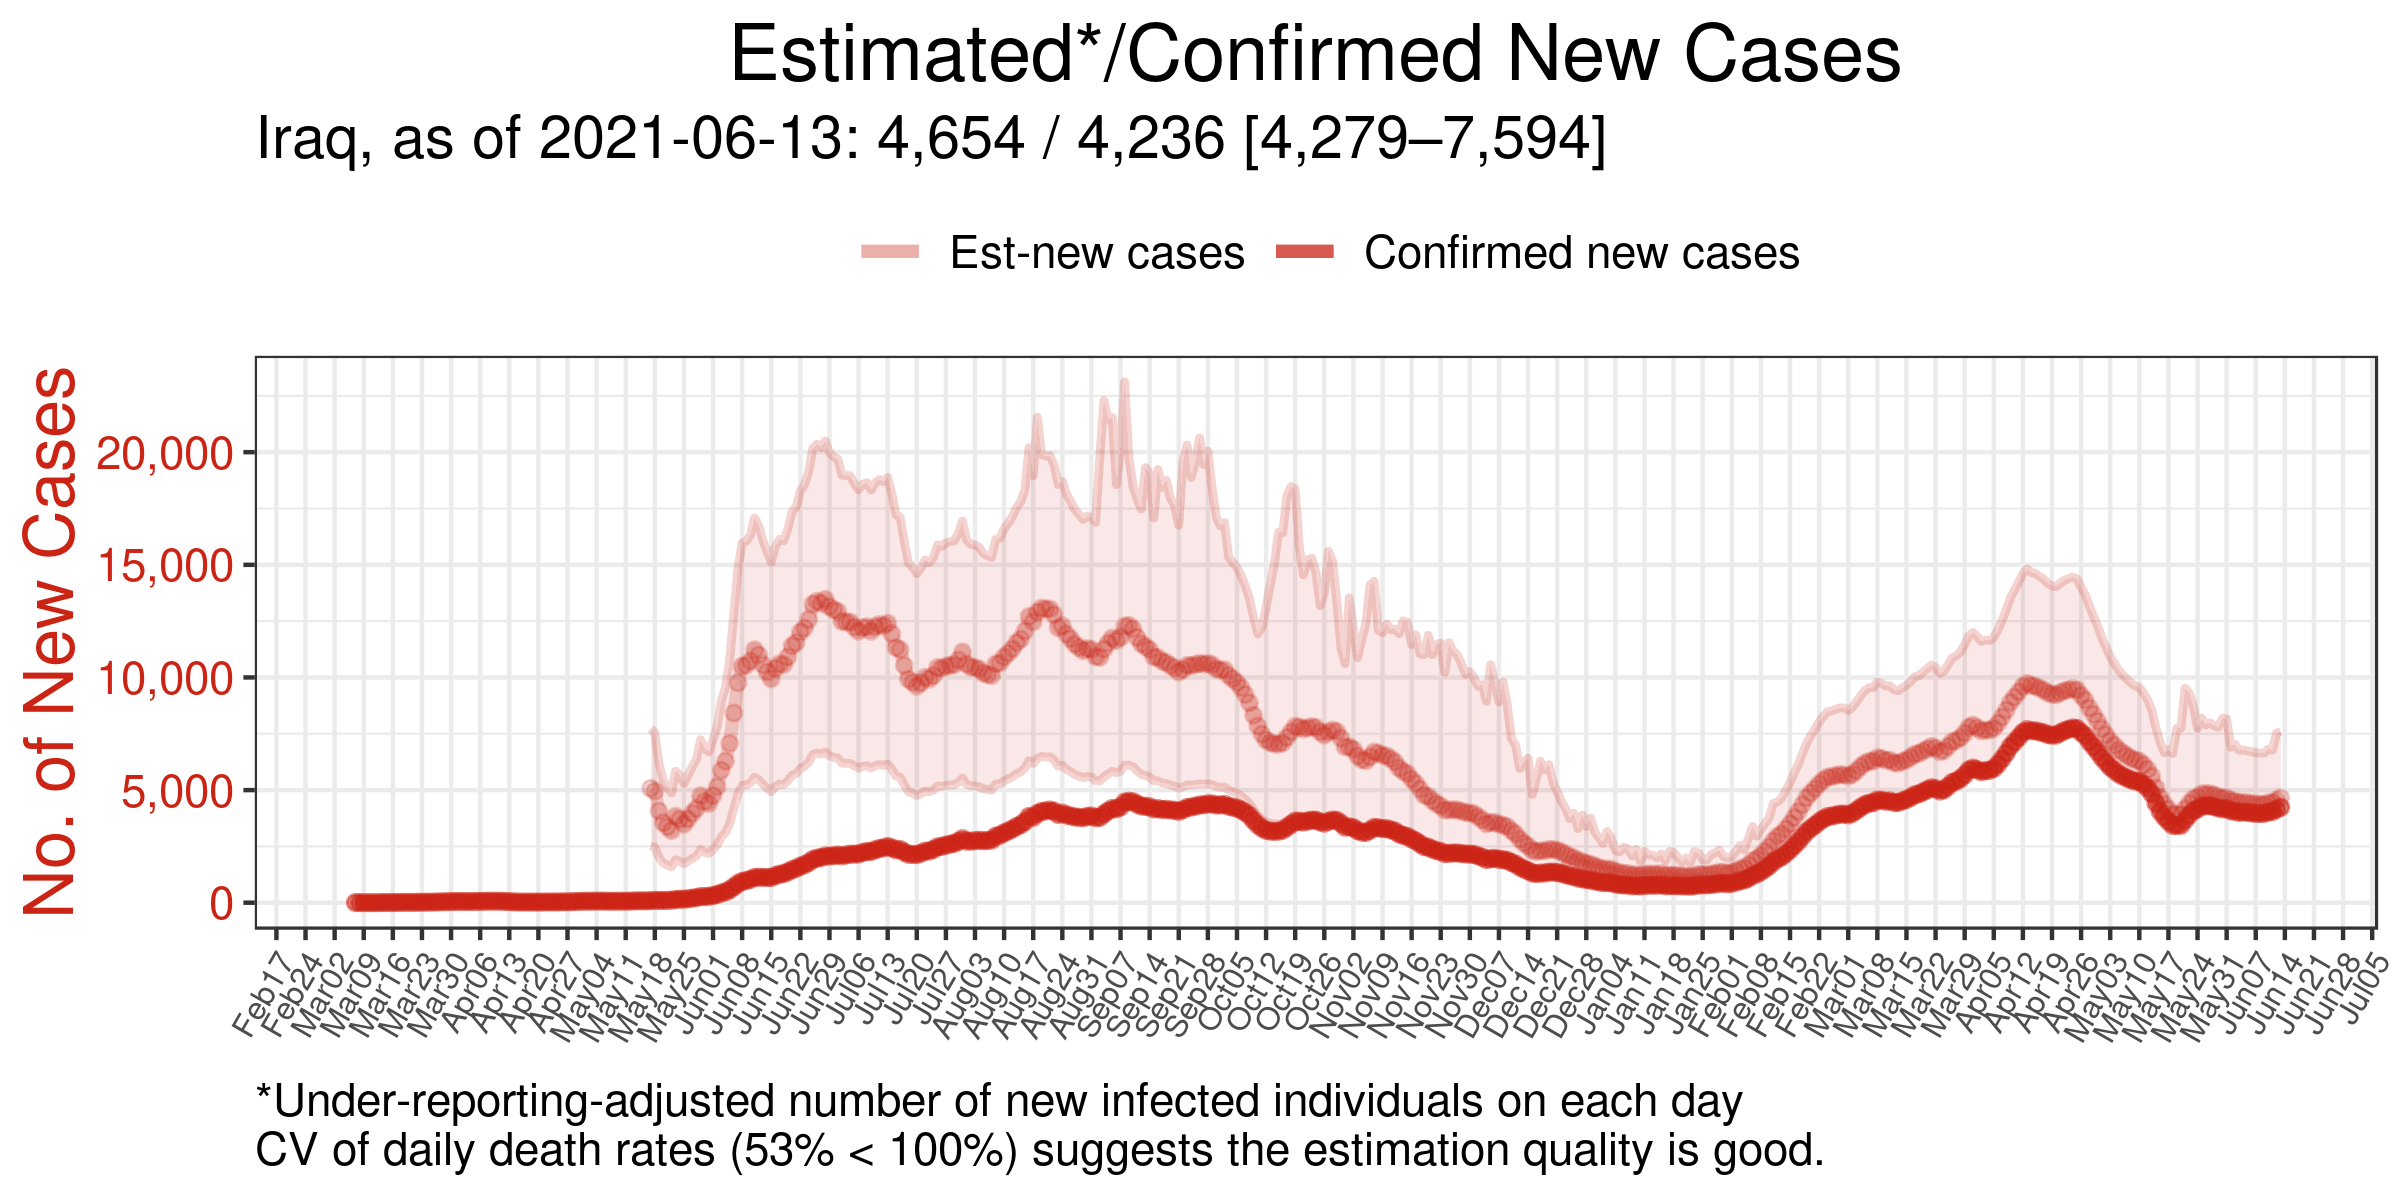 Estimated*/Confirmed New Cases
Iraq, as of 2021-06-13: 4,654 / 4,236 [4,279–7,594]
Est-new cases
Confirmed new cases
No. of New Cases
20,000
15,000
10,000
5,000
0
Feb17
Feb24
Mar02
Mar09
Mar16
Mar23
Mar30
Apr06
Apr13
Apr20
Apr27
May04
May11
May18
May25
Jun01
Jun08
Jun15
Jun22
Jun29
Jul06
Jul13
Jul20
Jul27
Aug03
Aug10
Aug17
Aug24
Aug31
Sep07
Sep14
Sep21
Sep28
Oct05
Oct12
Oct19
Oct26
Nov02
Nov09
Nov16
Nov23
Nov30
Dec07
Dec14
Dec21
Dec28
Jan04
Jan11
Jan18
Jan25
Feb01
Feb08
Feb15
Feb22
Mar01
Mar08
Mar15
Mar22
Mar29
Apr05
Apr12
Apr19
Apr26
May03
May10
May17
May24
May31
Jun07
Jun14
Jun21
Jun28
Jul05
*Under-reporting-adjusted number of new infected individuals on each day
CV of daily death rates (53% < 100%) suggests the estimation quality is good.